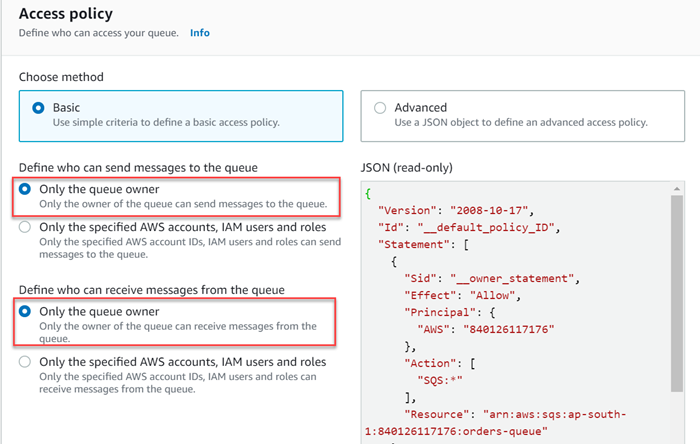 Access policy
Define who can access your queue. Info
Choose method
Basic
Use simple criteria to define a basic access policy.
Advanced
Use a JSON object to define an advanced access policy.
Define who can send messages to the queue
Only the queue owner
Only the owner of the queue can send messages to the queue.
Only the specified AWS accounts, IAM users and roles
Only the specified AWS account IDs, IAM users and roles can send
messages to the queue.
Define who can receive messages from the queue
Only the queue owner
Only the owner of the queue can receive messages from the
queue.
Only the specified AWS accounts, IAM users and roles
Only the specified AWS account IDs, IAM users and roles can
receive messages from the queue.
JSON (read-only)
{
"Version": "2008-10-17",
"Id": "__default_policy_ID",
"Statement": [
{
"Sid": "__owner_statement",
"Effect": "Allow",
"Principal": {
"AWS": "840126117176"
},
"Action": [
"SQS:*"
],
"Resource": "arn:aws:sqs:ap-south-
1:840126117176:orders-queue"